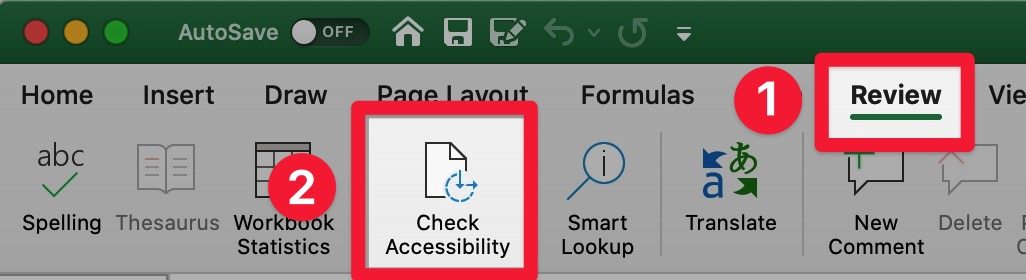 AutoSave OFF
Home Insert Draw Page Layout Formulas 1 Review
abc i あ a
2
Spelling Thesaurus Workbook Statistics Check Accessibility Smart Lookup Translate New Comment Delete